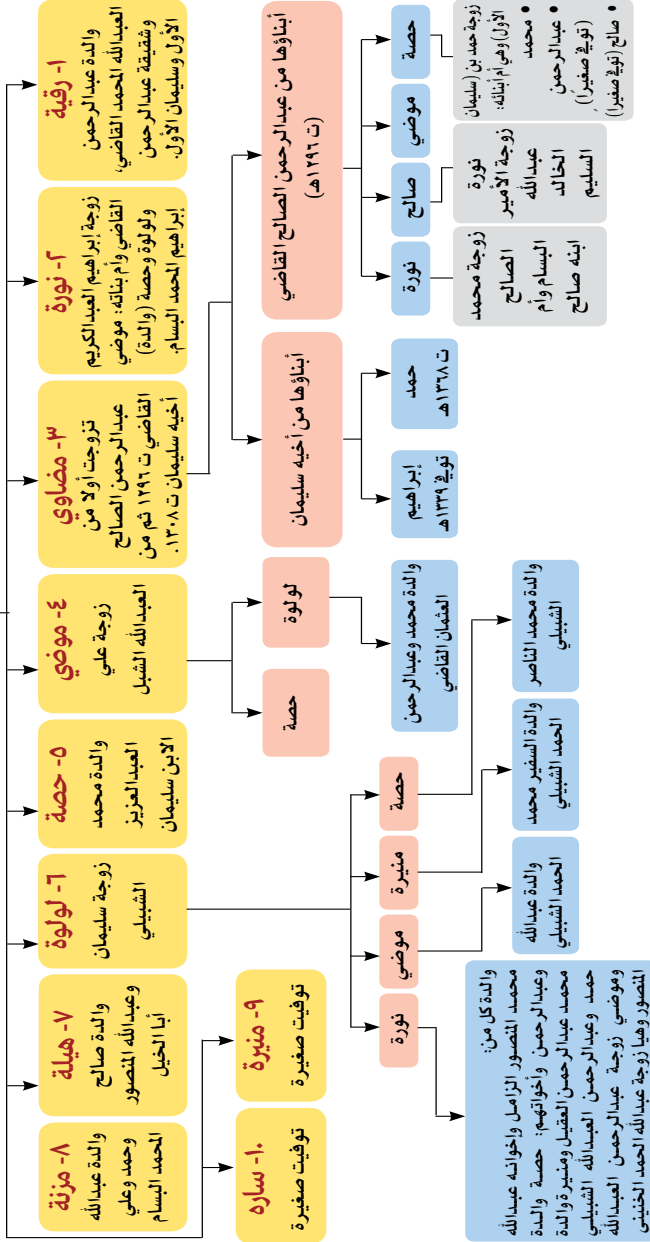 ١- رقية
والدة عبدالرحمن
العبدالله المحمد القاضي،
وشقيقة عبدالرحمن
الأول وسليمان الأول.
٢- نورة
زوجة إبراهيم العبدالكريم
القاضي وأم بناته: موضي
ولولوة وحصة (والدة)
إبراهيم المحمد البسام.
٣- مضاوي
تزوجت أولا من
عبدالرحمن الصالح
القاضي ت ١٢٩٦ ثم من
أخيه سليمان ت ١٣٠٨.
٤- موضي
زوجة علي
العبدالله الشبل
٥- حصة
والدة محمد
العبدالعزيز
الابن سليمان
٦- لولوة
زوجة سليمان
الشبيلي
٧- هيلة
والدة صالح
وعبدالله المنصور
أبا الخيل
٨- مزنة
والدة عبدالله
وحمد وعلي
المحمد البسام
٩- منيرة
توفيت صغيرة
١٠- ساره
توفيت صغيرة
أبناؤها من عبدالرحمن الصالح القاضي
(ت ١٢٩٦هـ)
حصة
موضي
صالح
نورة
زوجة حمد بن (سليمان
الأول) وهي أم أبنائه:
• محمد
• عبدالرحمن
(توفي صغيرا)
• صالح (توفي صغيرا)
نورة
زوجة الأمير
عبدالله
الخالد
السليم
زوجة محمد
الصالح
البسام وأم
ابنه صالح
أبناؤها من أخيه سليمان
حمد
ت ١٣٦٨هـ
إبراهيم
توفي ١٣٣٩هـ
لولوة
حصة
والدة محمد وعبدالرحمن
العثمان القاضي
حصة
منيرة
موضي
نورة
والدة محمد الناصر
الشبيلي
والدة السفير محمد
الحمد الشبيلي
والدة عبدالله
الحمد الشبيلي
والدة كل من:
محمد المنصور الزامل وإخوانه عبدالله
وعبدالرحمن وأخواتهم: حصة والدة
محمد عبدالرحمن العقيل ومنيرة والدة
حمد وعبدالرحمن العبدالله الشبيلي
وموضي زوجة عبدالرحمن العبدالله
المنصور وهيا زوجة عبدالله الحمد الخنيني